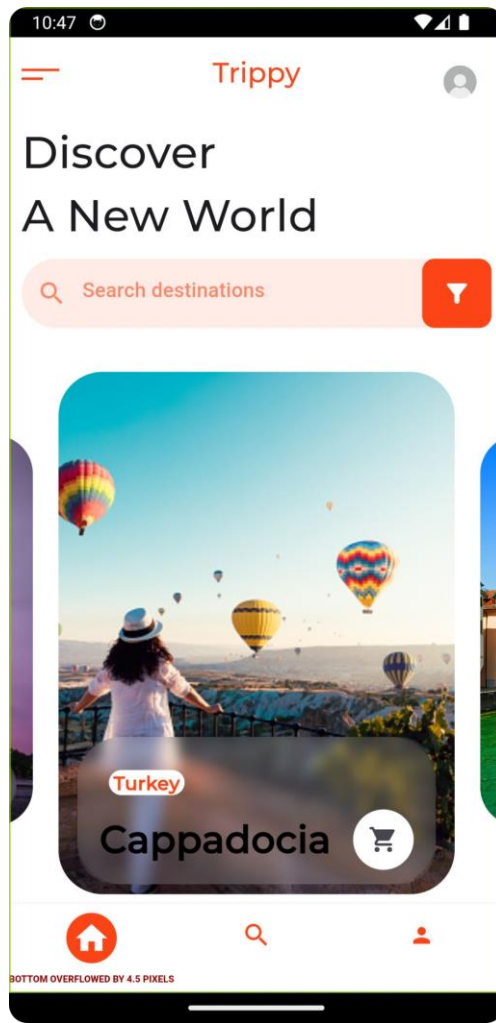 10:47
Trippy
Discover
A New World
Search destinations
Turkey
Cappadocia
BOTTOM OVERFLOWED BY 4.5 PIXELS